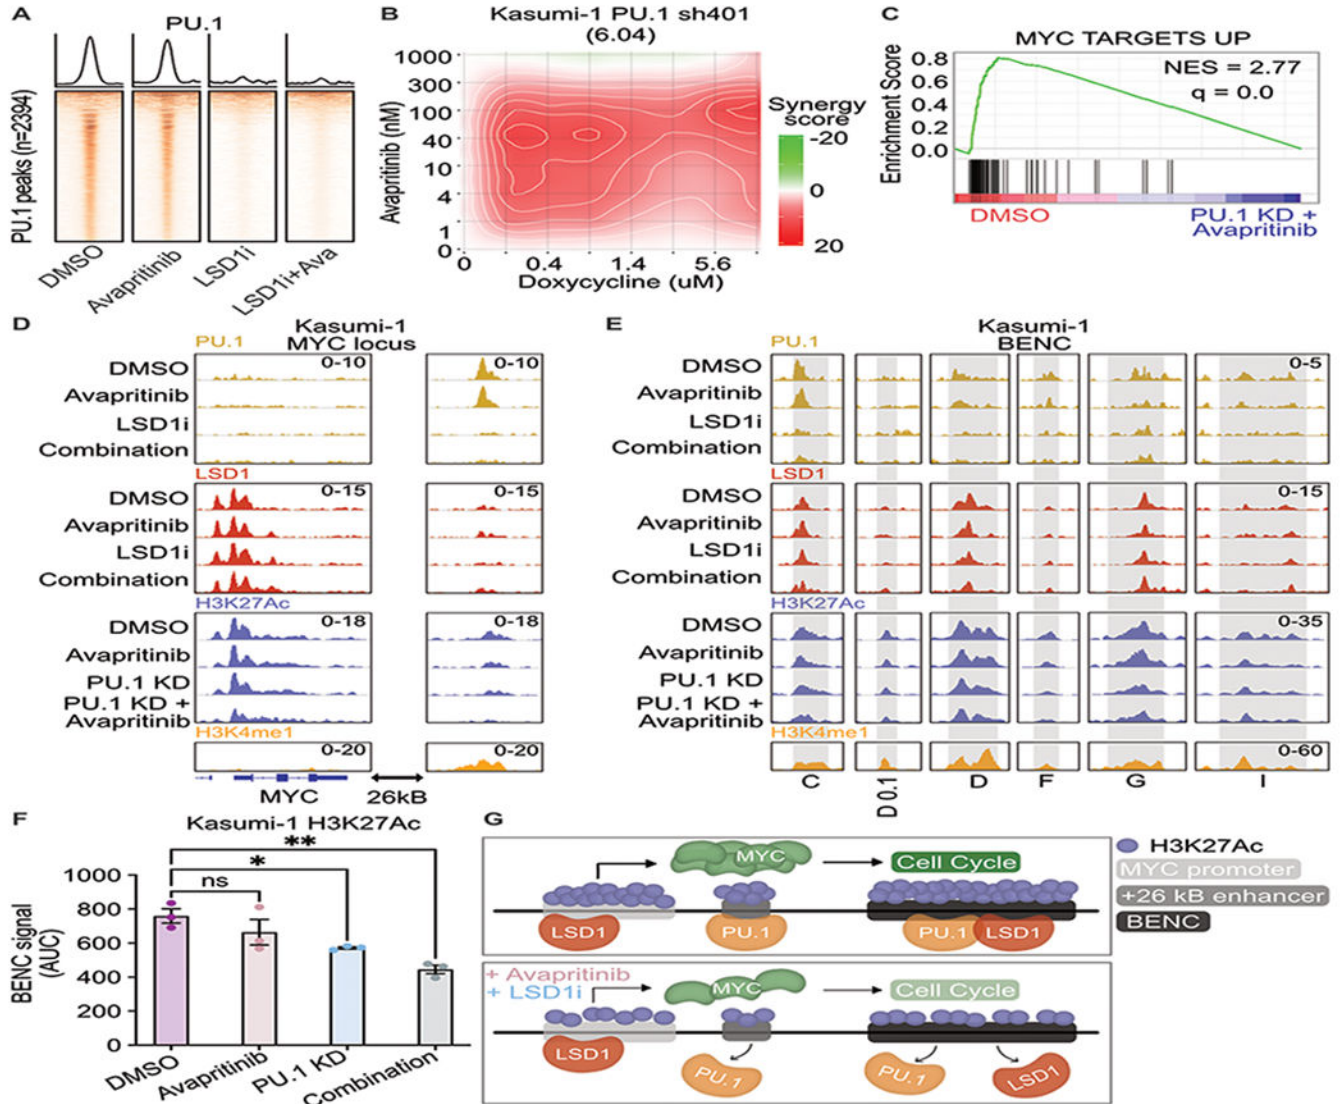 A
PU.1
PU.1 peaks (n=2394)
DMSO
Avapritinib
LSD1i
LSD1i+Ava
B
Kasumi-1 PU.1 sh401
(6.04)
Avapritinib (nM)
1000
300
100
40
10
4
1
0
0
0.4
1.4
5.6
Doxycycline (uM)
Synergy
score
-20
0
20
C
MYC TARGETS UP
Enrichment Score
0.8
0.6
0.4
0.2
0.0
NES = 2.77
q = 0.0
DMSO
PU.1 KD +
Avapritinib
D
Kasumi-1
MYC locus
PU.1
DMSO
Avapritinib
LSD1i
Combination
0-10
0-10
LSD1
DMSO
Avapritinib
LSD1i
Combination
0-15
0-15
H3K27Ac
DMSO
Avapritinib
PU.1 KD
PU.1 KD +
Avapritinib
0-18
0-18
H3K4me1
0-20
0-20
MYC
26kB
E
Kasumi-1
BENC
PU.1
DMSO
Avapritinib
LSD1i
Combination
0-5
LSD1
DMSO
Avapritinib
LSD1i
Combination
0-15
H3K27Ac
DMSO
Avapritinib
PU.1 KD
PU.1 KD +
Avapritinib
0-35
H3K4me1
0-60
C
D 0.1
D
F
G
I
F
Kasumi-1 H3K27Ac
**
*
ns
BENC signal
(AUC)
1000
800
600
400
200
0
DMSO
Avapritinib
PU.1 KD
Combination
G
MYC
Cell Cycle
LSD1
PU.1
PU.1
LSD1
+ Avapritinib
+ LSD1i
MYC
Cell Cycle
LSD1
PU.1
PU.1
LSD1
H3K27Ac
MYC promoter
+26 kB enhancer
BENC